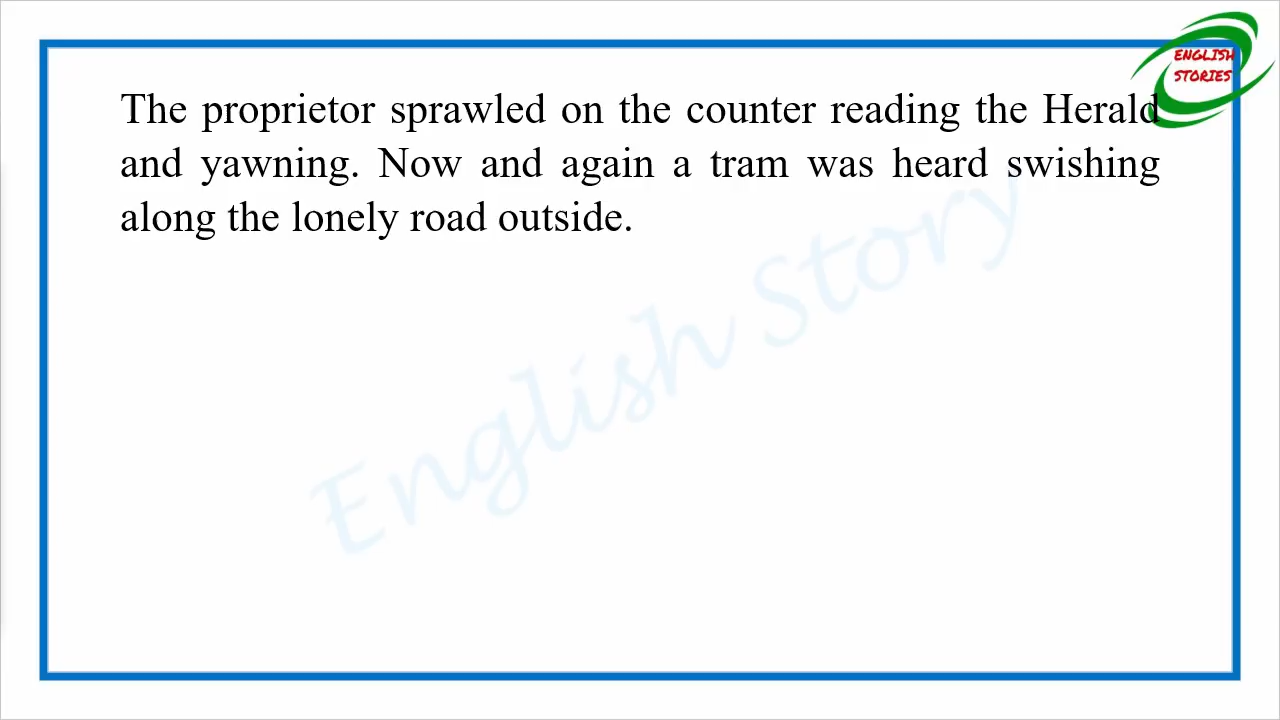 ENGLISH
STORIES
The proprietor sprawled on the counter reading the Herald
and yawning. Now and again a tram was heard swishing
along the lonely road outside.
English Story